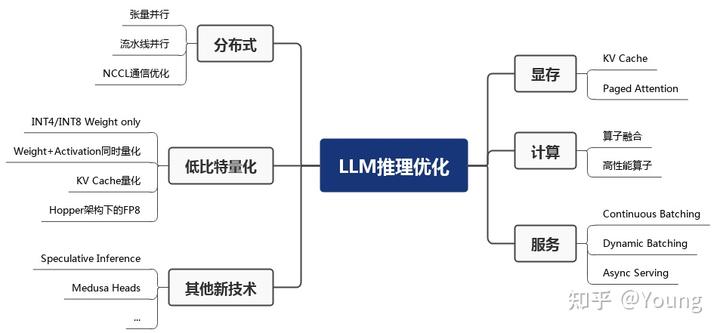 LLM推理优化
分布式
张量并行
流水线并行
NCCL通信优化
低比特量化
INT4/INT8 Weight only
Weight+Activation同时量化
KV Cache量化
Hopper架构下的FP8
其他新技术
Speculative Inference
Medusa Heads
...
显存
KV Cache
Paged Attention
计算
算子融合
高性能算子
服务
Continuous Batching
Dynamic Batching
Async Serving
知乎 @Young